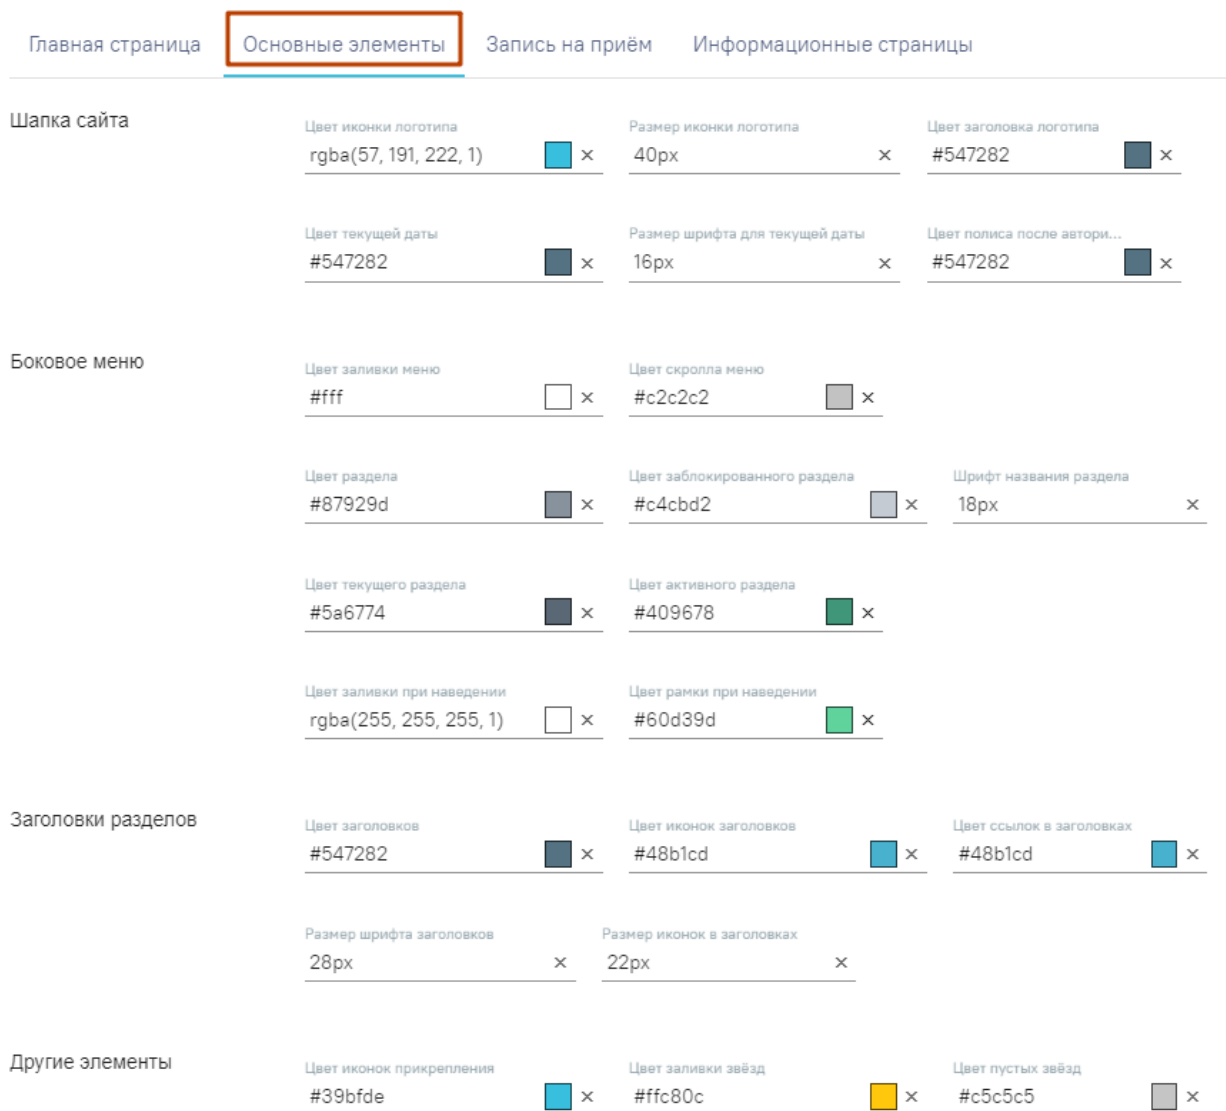 Главная страница Основные элементы Запись на приём Информационные страницы
Шапка сайта
Цвет иконки логотипа Размер иконки логотипа Цвет заголовка логотипа
rgba(57, 191, 222, 1) 40px #547282
Цвет текущей даты Размер шрифта для текущей даты Цвет полиса после автори...
#547282 16px #547282
Боковое меню
Цвет заливки меню Цвет скролла меню
#fff #c2c2c2
Цвет раздела Цвет заблокированного раздела Шрифт названия раздела
#87929d #c4cbd2 18px
Цвет текущего раздела Цвет активного раздела
#5a6774 #409678
Цвет заливки при наведении Цвет рамки при наведении
rgba(255, 255, 255, 1) #60d39d
Заголовки разделов
Цвет заголовков Цвет иконок заголовков Цвет ссылок в заголовках
#547282 #48b1cd #48b1cd
Размер шрифта заголовков Размер иконок в заголовках
28px 22px
Другие элементы
Цвет иконок прикрепления Цвет заливки звёзд Цвет пустых звёзд
#39bfde #ffc80c #c5c5c5